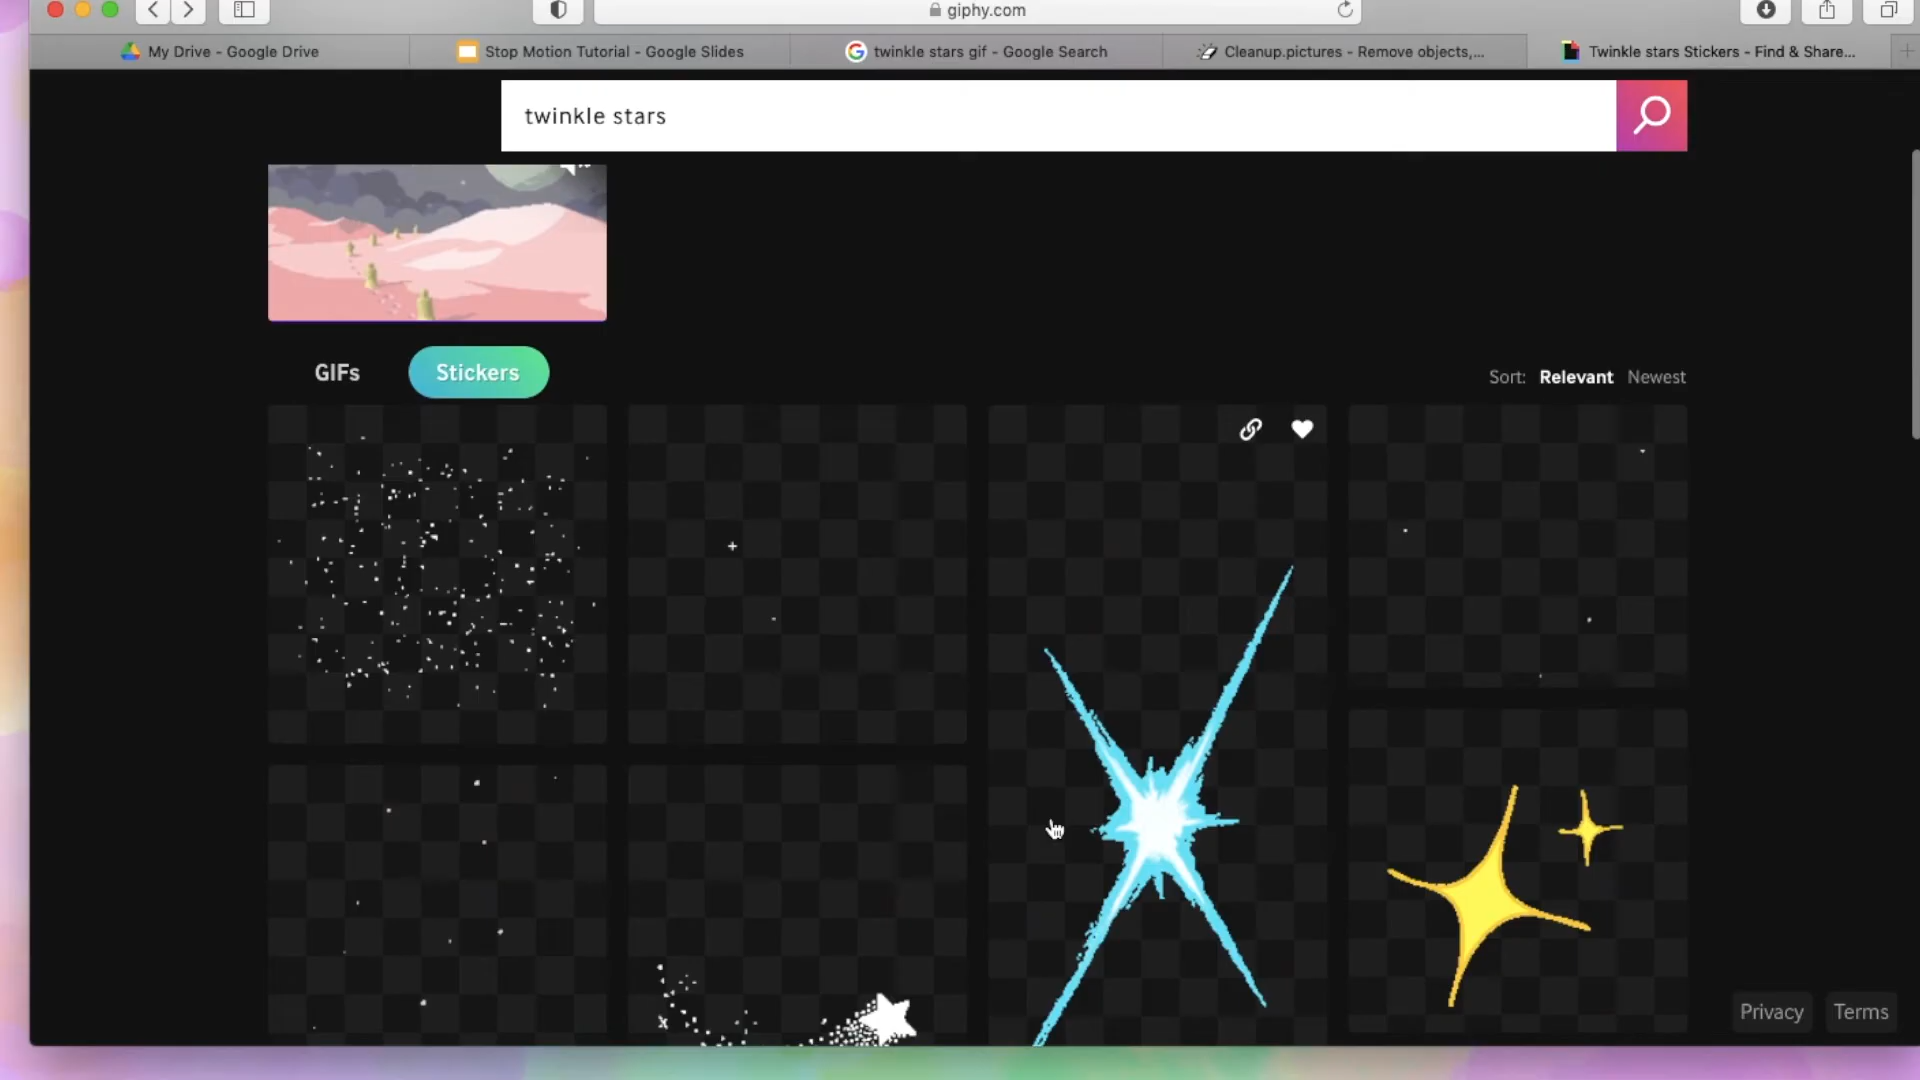 giphy.com
My Drive - Google Drive
Stop Motion Tutorial - Google Slides
twinkle stars gif - Google Search
Cleanup.pictures - Remove objects,...
Twinkle stars Stickers - Find & Share...
twinkle stars
GIFs
Stickers
Sort: Relevant Newest
Privacy
Terms